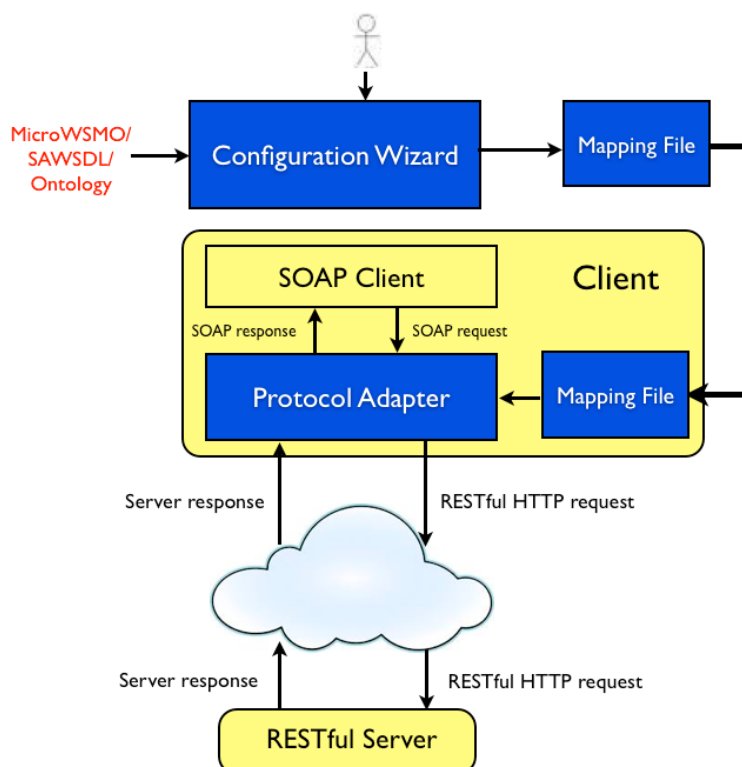 MicroWSMO/
SAWSDL/
Ontology
Configuration Wizard
Mapping File
SOAP Client
Client
SOAP response
SOAP request
Protocol Adapter
Mapping File
Server response
RESTful HTTP request
Server response
RESTful HTTP request
RESTful Server